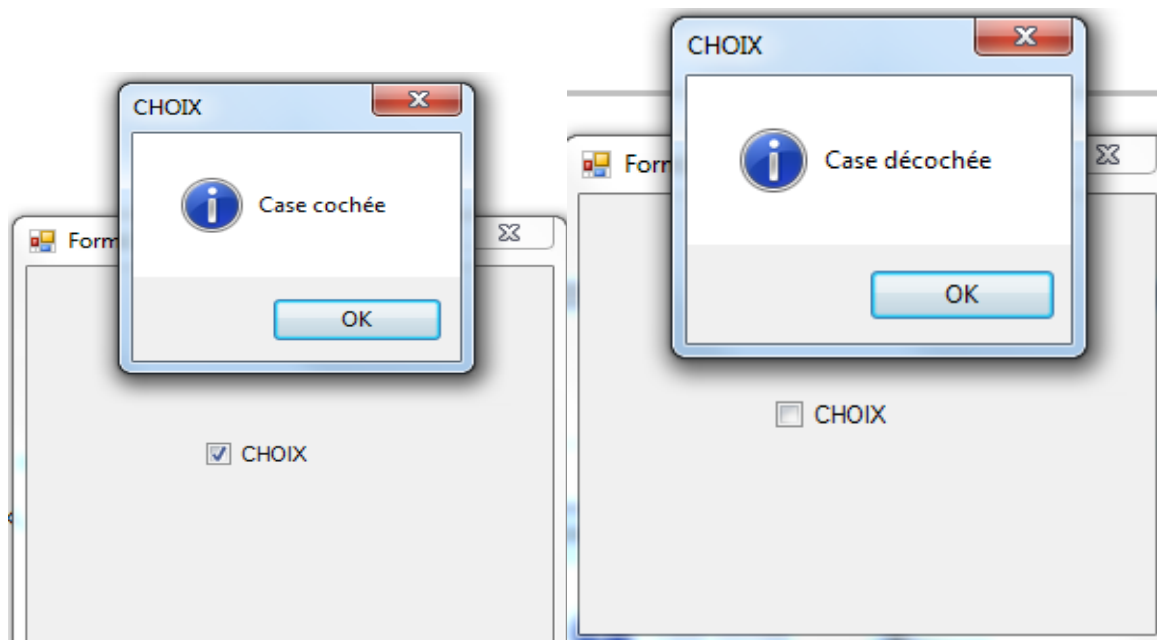 CHOIX
Case cochée
OK
Form
CHOIX
CHOIX
Case décochée
OK
Form
CHOIX